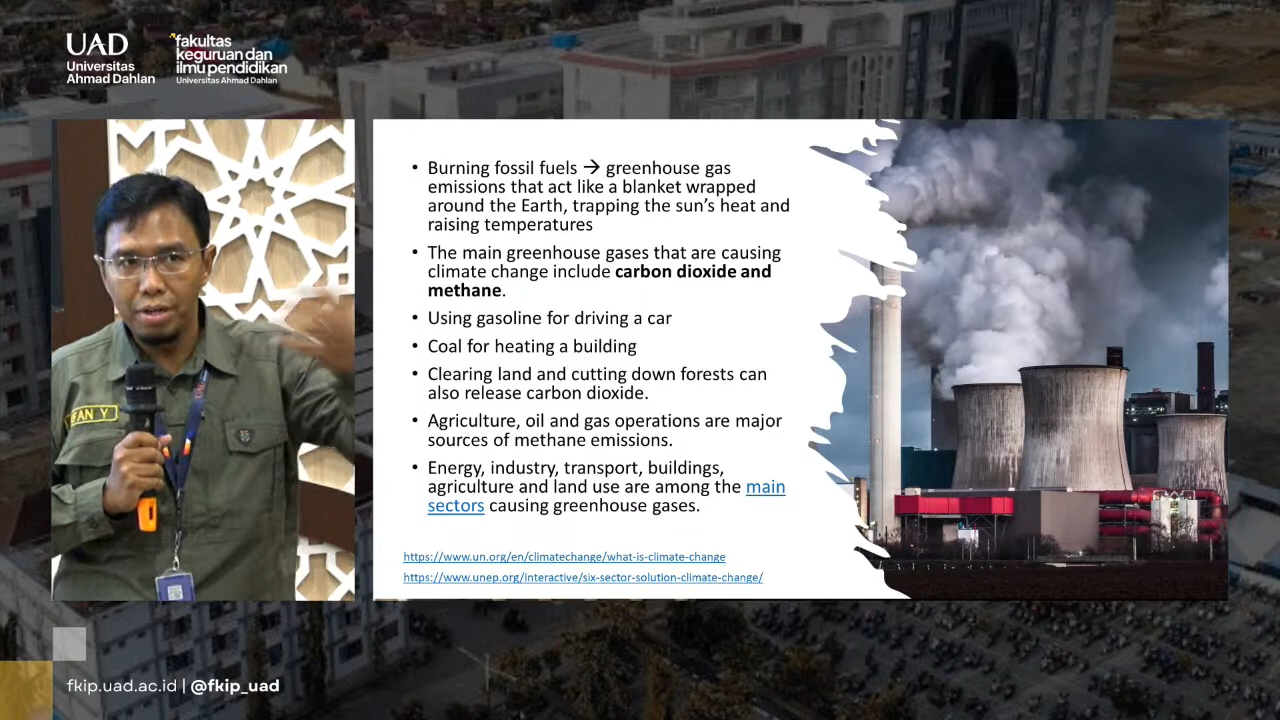 UAD
Universitas
Ahmad Dahlan
fakultas
keguruan dan
ilmu pendidikan
Universitas Ahmad Dahlan
FAN Y
• Burning fossil fuels → greenhouse gas
emissions that act like a blanket wrapped
around the Earth, trapping the sun's heat and
raising temperatures
• The main greenhouse gases that are causing
climate change include carbon dioxide and
methane.
• Using gasoline for driving a car
• Coal for heating a building
• Clearing land and cutting down forests can
also release carbon dioxide.
• Agriculture, oil and gas operations are major
sources of methane emissions.
• Energy, industry, transport, buildings,
agriculture and land use are among the main
sectors causing greenhouse gases.
https://www.un.org/en/climatechange/what-is-climate-change
https://www.unep.org/interactive/six-sector-solution-climate-change/
fkip.uad.ac.id | @fkip_uad